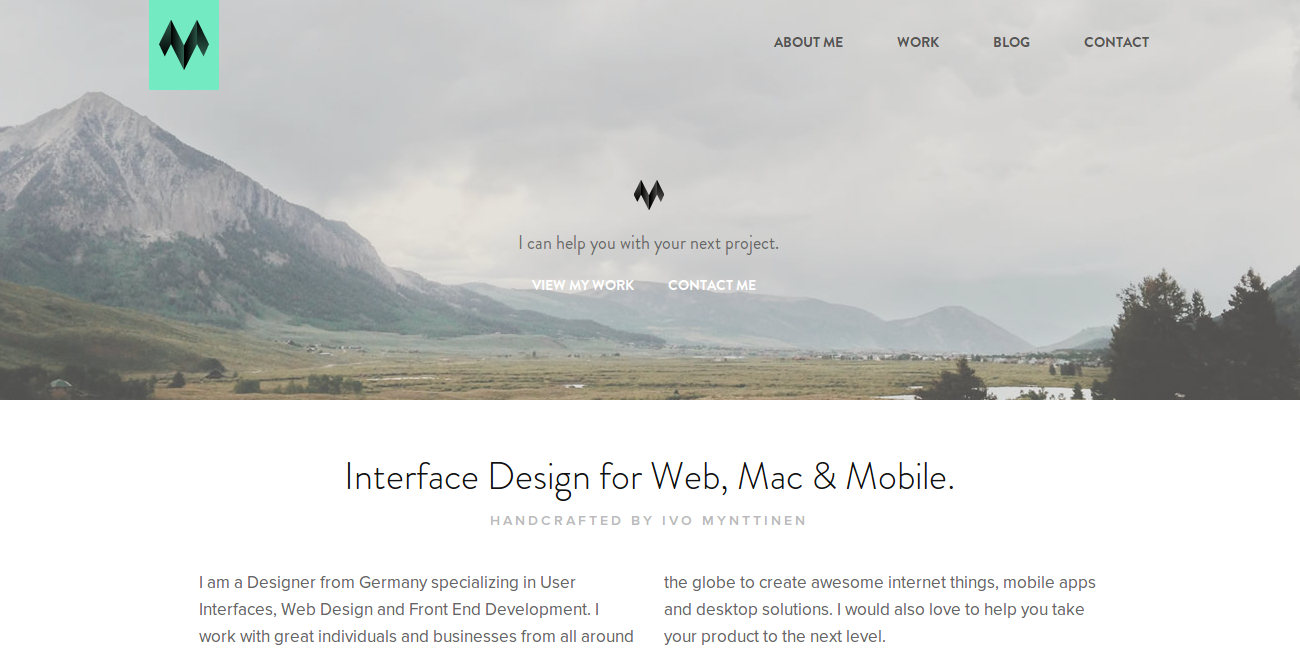 ABOUT ME WORK BLOG CONTACT
I can help you with your next project.
VIEW MY WORK CONTACT ME
Interface Design for Web, Mac & Mobile.
HANDCRAFTED BY IVO MYNTTINEN
I am a Designer from Germany specializing in User
Interfaces, Web Design and Front End Development. I
work with great individuals and businesses from all around
the globe to create awesome internet things, mobile apps
and desktop solutions. I would also love to help you take
your product to the next level.